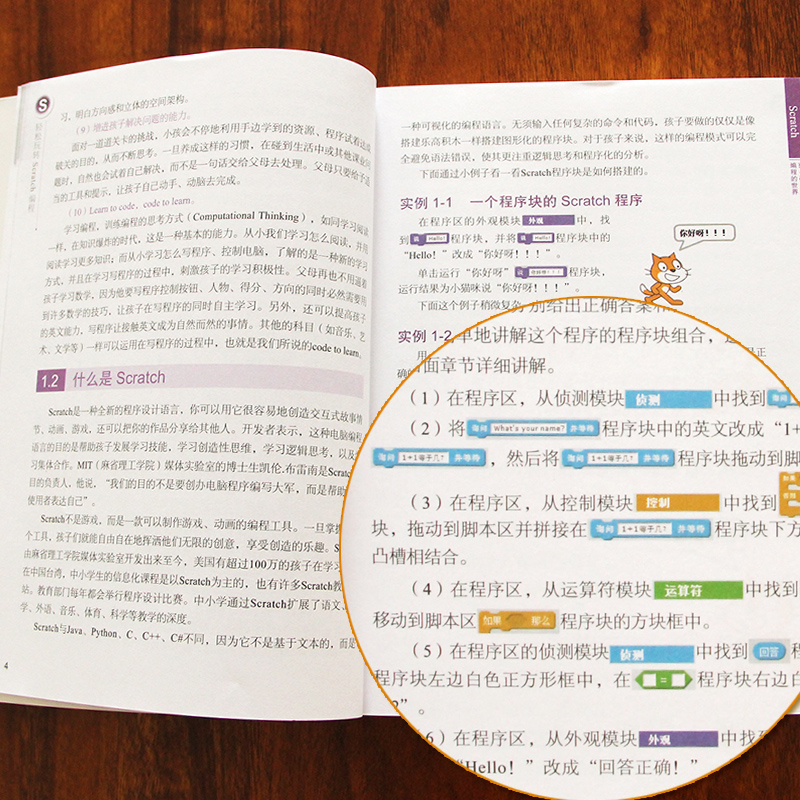 S
轻松玩转 Scratch 编程
习，明白方向感和立体的空间架构。
（9）增进孩子解决问题的能力。
面对一道道关卡的挑战，小孩会不停地利用手边学到的资源、程序试着达成
破关的目的，从而不断思考。一旦养成这样的习惯，在碰到生活中或其他课业问
题时，自然也会试着自己解决，而不是一句话交给父母去处理。父母只要给予适
当的工具和提示，让孩子自己动手、动脑去完成。
（10）Learn to code，code to learn。
学习编程，训练编程的思考方式（Computational Thinking），如同学习阅读
一样，在知识爆炸的时代，这是一种基本的能力。从小我们学习怎么阅读，并用
阅读学习更多知识；而从小学习怎么写程序、控制电脑，了解的是一种新的学习
方式，并且在学习写程序的过程中，刺激孩子的学习积极性。父母再也不用逼着
孩子学习数学，因为他要写程序控制按钮、人物、得分、方向的同时必然需要用
到许多数学的技巧，让孩子在写程序的同时自主学习。另外，还可以提高孩子
的英文能力，写程序让接触英文成为自然而然的事情。其他的科目（如音乐、艺
术、文学等）一样可以运用在写程序的过程中，也就是我们所说的code to learn。
1.2 什么是 Scratch
Scratch是一种全新的程序设计语言，你可以用它很容易地创造交互式故事情
节、动画、游戏，还可以把你的作品分享给其他人。开发者表示，这种电脑编程
语言的目的是帮助孩子发展学习技能，学习创造性思维，学习逻辑思考，以及
习集体合作。MIT（麻省理工学院）媒体实验室的博士生凯伦.布雷南是Scratch
目的负责人，他说，“我们的目的不是要创办电脑程序编写大军，而是帮助
使用者表达自己”。
Scratch不是游戏，而是一款可以制作游戏、动画的编程工具。一旦掌握
个工具，孩子们就能自由自在地挥洒他们无限的创意，享受创造的乐趣。S
由麻省理工学院媒体实验室开发出来至今，美国有超过100万的孩子在学习
在中国台湾，中小学生的信息化课程是以Scratch为主的，也有许多Scratch教
站。教育部门每年都会举行程序设计比赛。中小学通过Scratch扩展了语文、
学、外语、音乐、体育、科学等教学的深度。
Scratch与Java、Python、C、C++、C#不同，因为它不是基于文本的，而是
4
Scratch
编程的世界
一种可视化的编程语言。无须输入任何复杂的命令和代码，孩子要做的仅仅是像
搭建乐高积木一样搭建图形化的程序块。对于孩子来说，这样的编程模式可以完
全避免语法错误，使其更注重逻辑思考和程序化的分析。
下面通过小例子看一看Scratch程序块是如何搭建的。
实例 1-1 一个程序块的 Scratch 程序
在程序区的外观模块 外观 中，找
到 说 Hello! 程序块，并将 说 Hello! 程序块中的
“Hello！”改成“你好呀！！！”。
单击运行“你好呀” 说 你好呀！！！ 程序块，
运行结果为小猫咪说“你好呀！！！”。
你好呀！！！
下面这个例子稍微复杂
实例 1-2
别给出正确答案和
单地讲解这个程序的程序块组合，
面章节详细讲解。
（1）在程序区，从侦测模块 侦测 中找到 询问
（2）将 询问 What's your name? 并等待 程序块中的英文改成“1+
询问 1+1等于几? 并等待 ，然后将 询问 1+1等于几? 并等待 程序块拖动到脚
（3）在程序区，从控制模块 控制 中找到 如果
块，拖动到脚本区并拼接在 询问 1+1等于几? 并等待 程序块下方
凸槽相结合。
（4）在程序区，从运算符模块 运算符 中找到
移动到脚本区 如果 那么 程序块的方块框中。
（5）在程序区的侦测模块 侦测 中找到 回答 程
程序块左边白色正方形框中，在 = 程序块右边白
”。
6）在程序区，从外观模块 外观 中找到
“Hello！”改成“回答正确！”